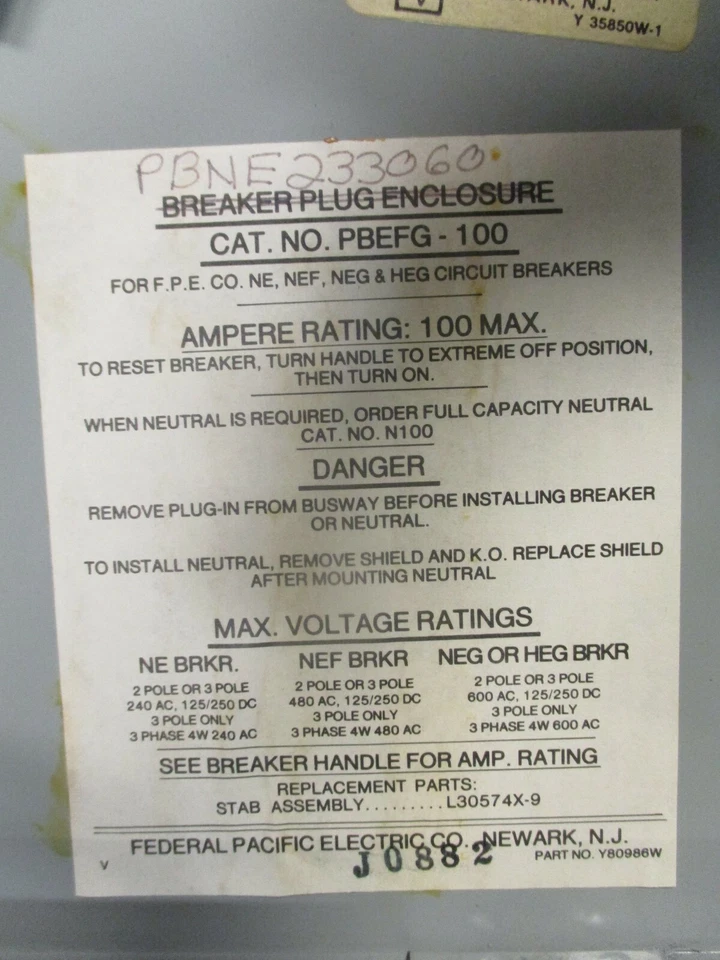 N.J.
Y 35850W-1
PBNE233060
BREAKER PLUG ENCLOSURE
CAT. NO. PBEFG - 100
FOR F.P.E. CO. NE, NEF, NEG & HEG CIRCUIT BREAKERS
AMPERE RATING: 100 MAX.
TO RESET BREAKER, TURN HANDLE TO EXTREME OFF POSITION,
THEN TURN ON.
WHEN NEUTRAL IS REQUIRED, ORDER FULL CAPACITY NEUTRAL
CAT. NO. N100
DANGER
REMOVE PLUG-IN FROM BUSWAY BEFORE INSTALLING BREAKER
OR NEUTRAL.
TO INSTALL NEUTRAL, REMOVE SHIELD AND K.O. REPLACE SHIELD
AFTER MOUNTING NEUTRAL
MAX. VOLTAGE RATINGS
NE BRKR. NEF BRKR NEG OR HEG BRKR
2 POLE OR 3 POLE 2 POLE OR 3 POLE 2 POLE OR 3 POLE
240 AC, 125/250 DC 480 AC, 125/250 DC 600 AC, 125/250 DC
3 POLE ONLY 3 POLE ONLY 3 POLE ONLY
3 PHASE 4W 240 AC 3 PHASE 4W 480 AC 3 PHASE 4W 600 AC
SEE BREAKER HANDLE FOR AMP. RATING
REPLACEMENT PARTS:
STAB ASSEMBLY.........L30574X-9
FEDERAL PACIFIC ELECTRIC CO. NEWARK, N.J.
V J0882 PART NO. Y80986W